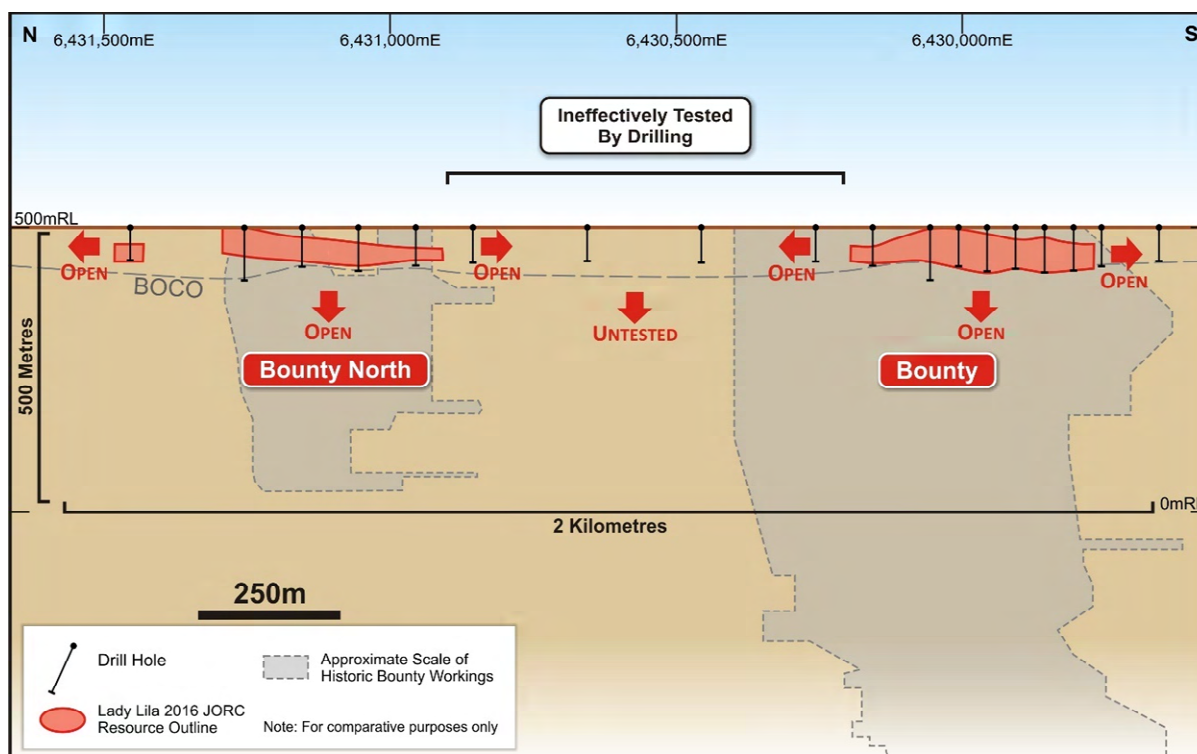 N
S
6,431,500mE
6,431,000mE
6,430,500mE
6,430,000mE
Ineffectively Tested
By Drilling
500mRL
OPEN
OPEN
OPEN
OPEN
BOCO
OPEN
UNTESTED
OPEN
Bounty North
Bounty
500 Metres
0mRL
2 Kilometres
250m
Drill Hole
Approximate Scale of
Historic Bounty Workings
Lady Lila 2016 JORC
Resource Outline
Note: For comparative purposes only